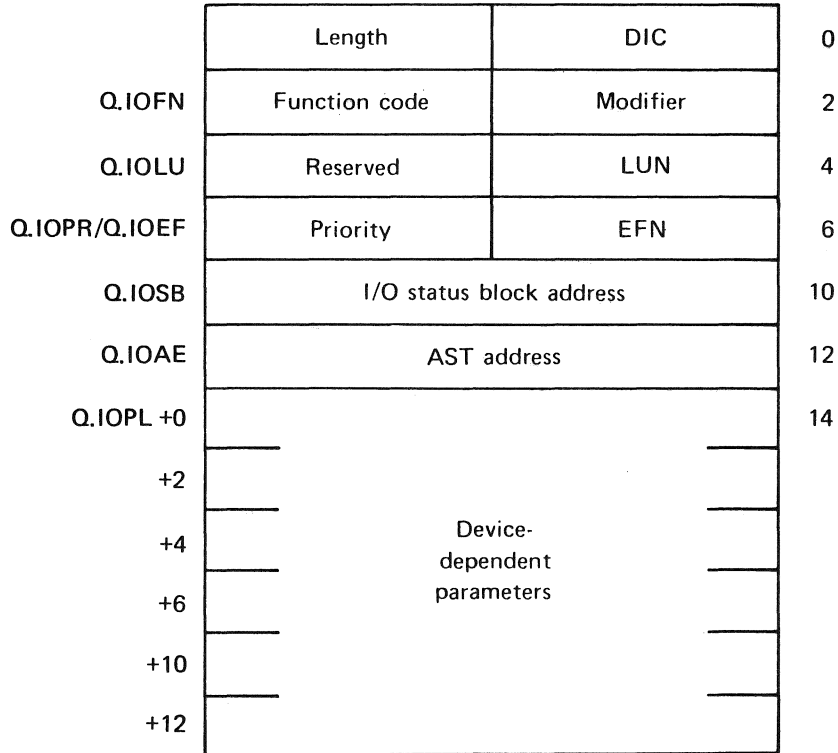 Length DIC 0
Q.IOFN Function code Modifier 2
Q.IOLU Reserved LUN 4
Q.IOPR/Q.IOEF Priority EFN 6
Q.IOSB I/O status block address 10
Q.IOAE AST address 12
Q.IOPL +0 14
+2
+4
Device-
dependent
parameters
+6
+10
+12